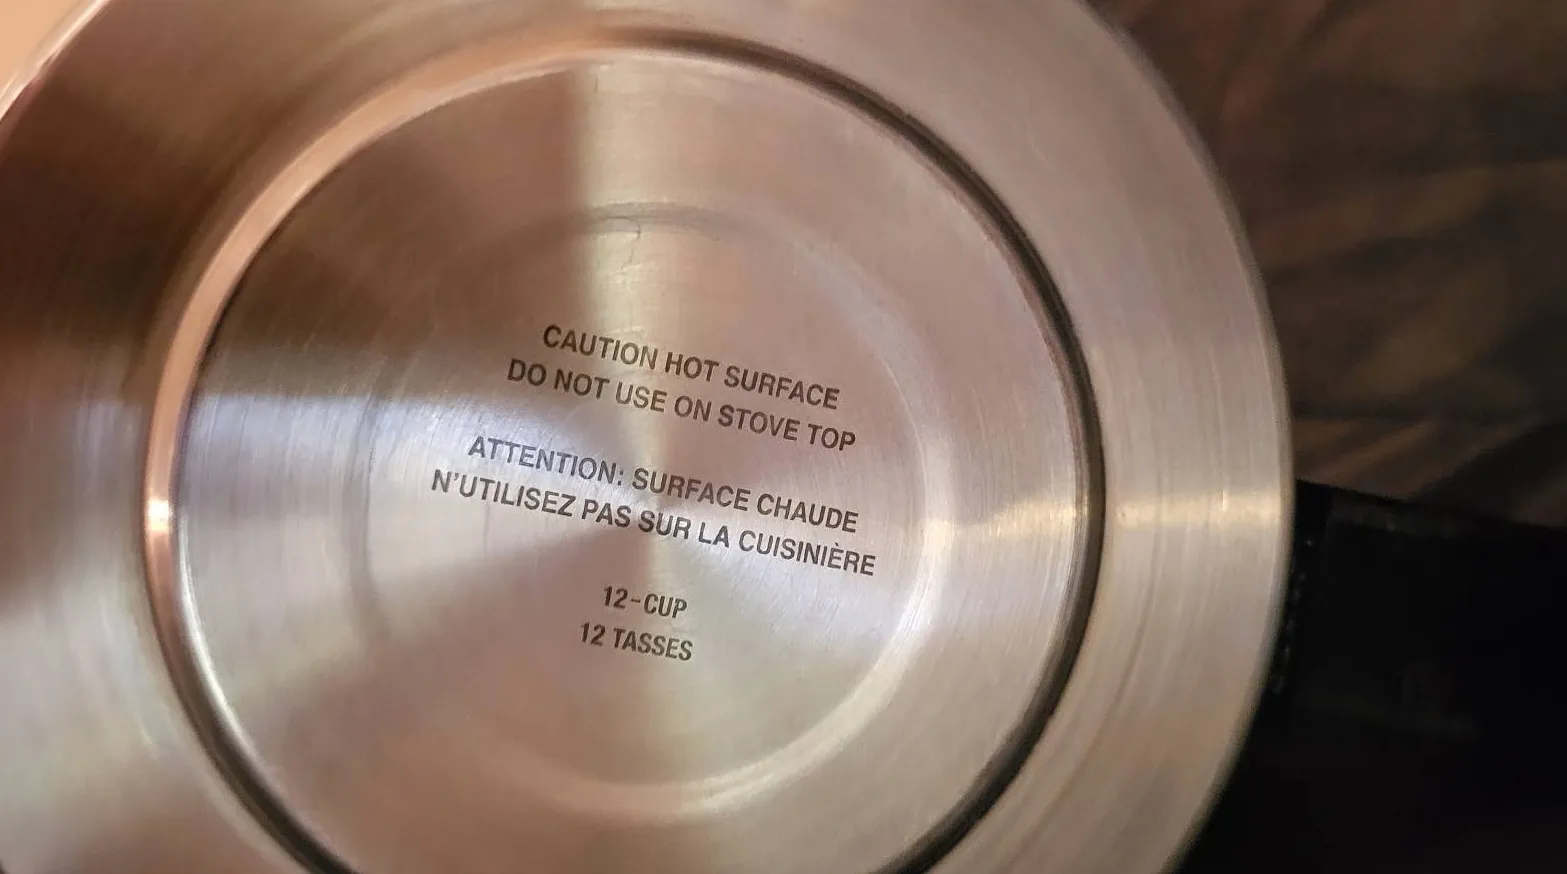 CAUTION HOT SURFACE
DO NOT USE ON STOVE TOP
ATTENTION: SURFACE CHAUDE
N'UTILISEZ PAS SUR LA CUISINIÈRE
12-CUP
12 TASSES